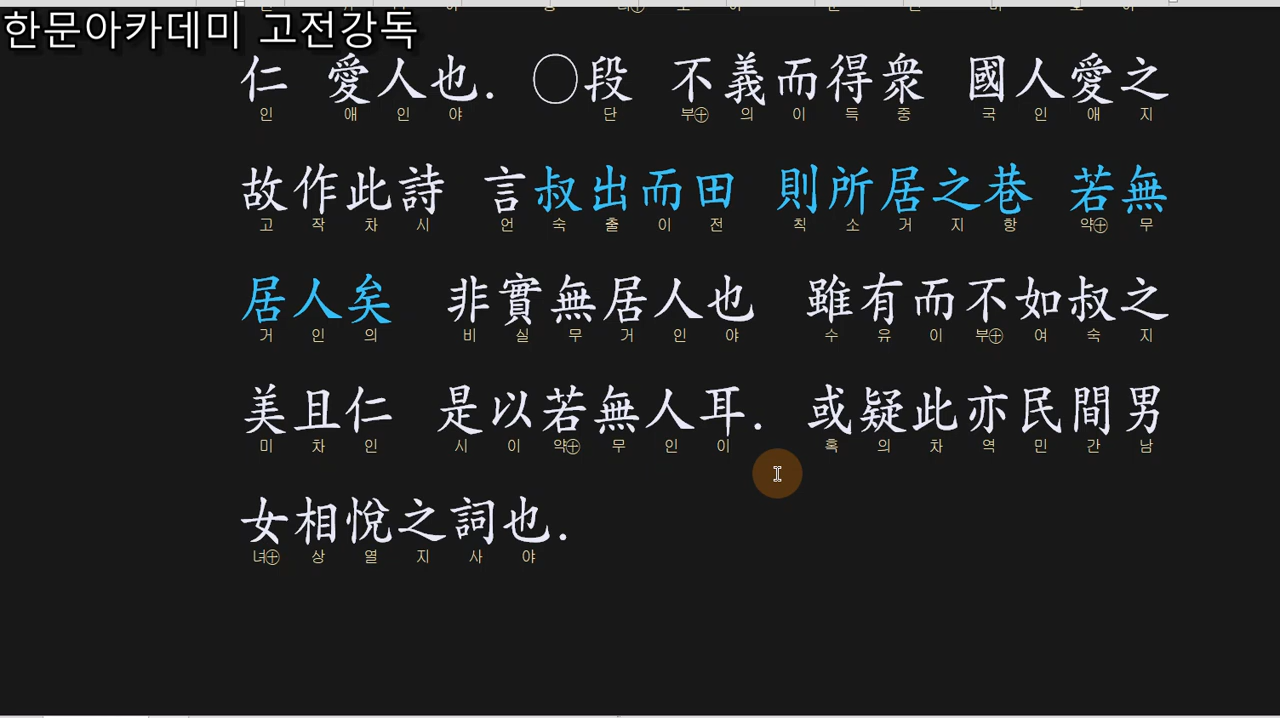 한문아카데미 고전강독
仁 愛人也. ◯段 不義而得衆 國人愛之
인 애 인 야 단 부㊉ 의 이 득 중 국 인 애 지
故作此詩 言叔出而田 則所居之巷 若無
고 작 차 시 언 숙 출 이 전 칙 소 거 지 항 약㊉ 무
居人矣 非實無居人也 雖有而不如叔之
거 인 의 비 실 무 거 인 야 수 유 이 부㊉ 여 숙 지
美且仁 是以若無人耳. 或疑此亦民間男
미 차 인 시 이 약㊉ 무 인 이 혹 의 차 역 민 간 남
女相悅之詞也.
녀㊉ 상 열 지 사 야